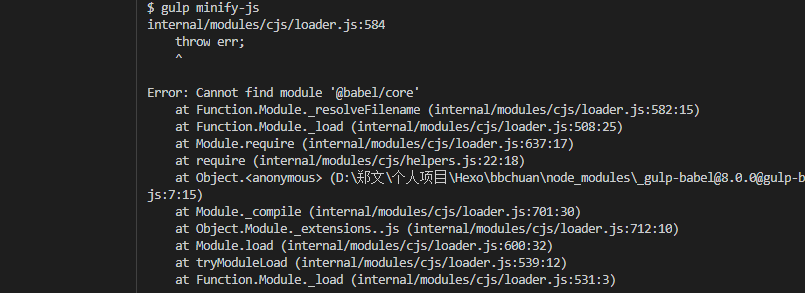 $ gulp minify-js
internal/modules/cjs/loader.js:584
    throw err;
    ^
Error: Cannot find module '@babel/core'
    at Function.Module._resolveFilename (internal/modules/cjs/loader.js:582:15)
    at Function.Module._load (internal/modules/cjs/loader.js:508:25)
    at Module.require (internal/modules/cjs/loader.js:637:17)
    at require (internal/modules/cjs/helpers.js:22:18)
    at Object.<anonymous> (D:\郑文\个人项目\Hexo\bbchuan\node_modules\_gulp-babel@8.0.0@gulp-b
js:7:15)
    at Module._compile (internal/modules/cjs/loader.js:701:30)
    at Object.Module._extensions..js (internal/modules/cjs/loader.js:712:10)
    at Module.load (internal/modules/cjs/loader.js:600:32)
    at tryModuleLoad (internal/modules/cjs/loader.js:539:12)
    at Function.Module._load (internal/modules/cjs/loader.js:531:3)